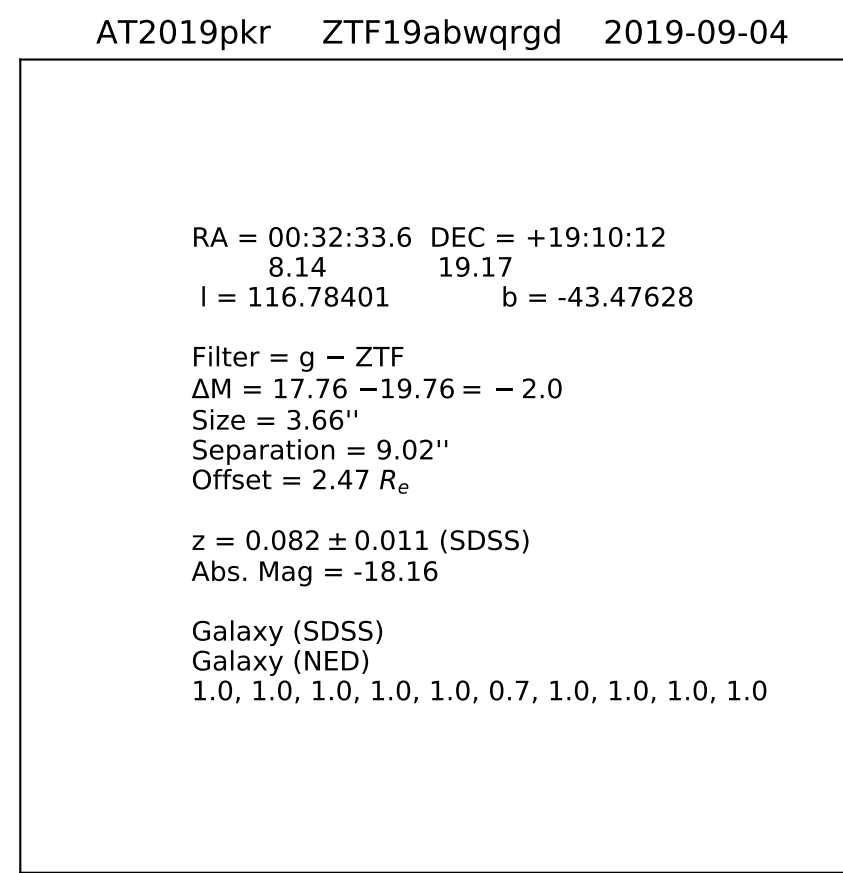 AT2019pkr ZTF19abwqrgd 2019-09-04
RA = 00:32:33.6 DEC = +19:10:12
8.14 19.17
l = 116.78401 b = -43.47628
Filter = g − ZTF
ΔM = 17.76 −19.76 = − 2.0
Size = 3.66''
Separation = 9.02''
Offset = 2.47 Re
z = 0.082 ± 0.011 (SDSS)
Abs. Mag = -18.16
Galaxy (SDSS)
Galaxy (NED)
1.0, 1.0, 1.0, 1.0, 1.0, 0.7, 1.0, 1.0, 1.0, 1.0